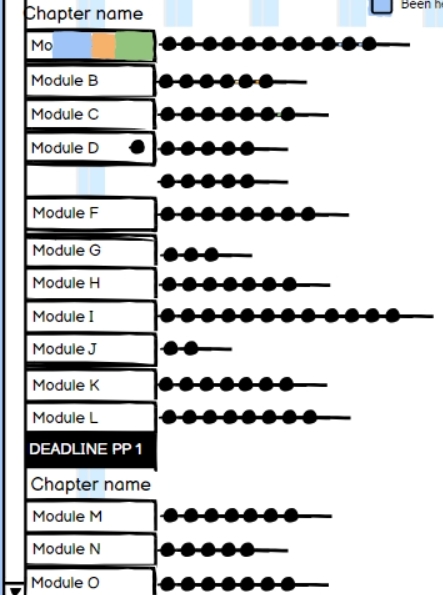 Chapter name
Been
Mo
Module B
Module C
Module D
Module F
Module G
Module H
Module I
Module J
Module K
Module L
DEADLINE PP 1
Chapter name
Module M
Module N
Module O